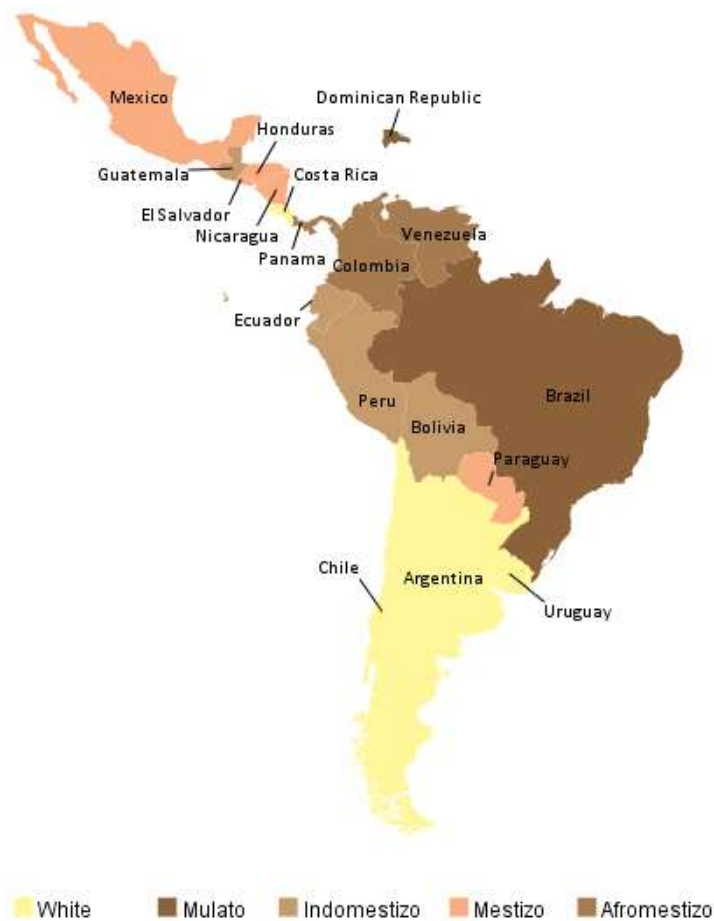 Mexico
Dominican Republic
Honduras
Guatemala
Costa Rica
El Salvador
Nicaragua
Venezuela
Panama
Colombia
Ecuador
Brazil
Peru
Bolivia
Paraguay
Chile
Argentina
Uruguay
White
Mulato
Indomestizo
Mestizo
Afromestizo